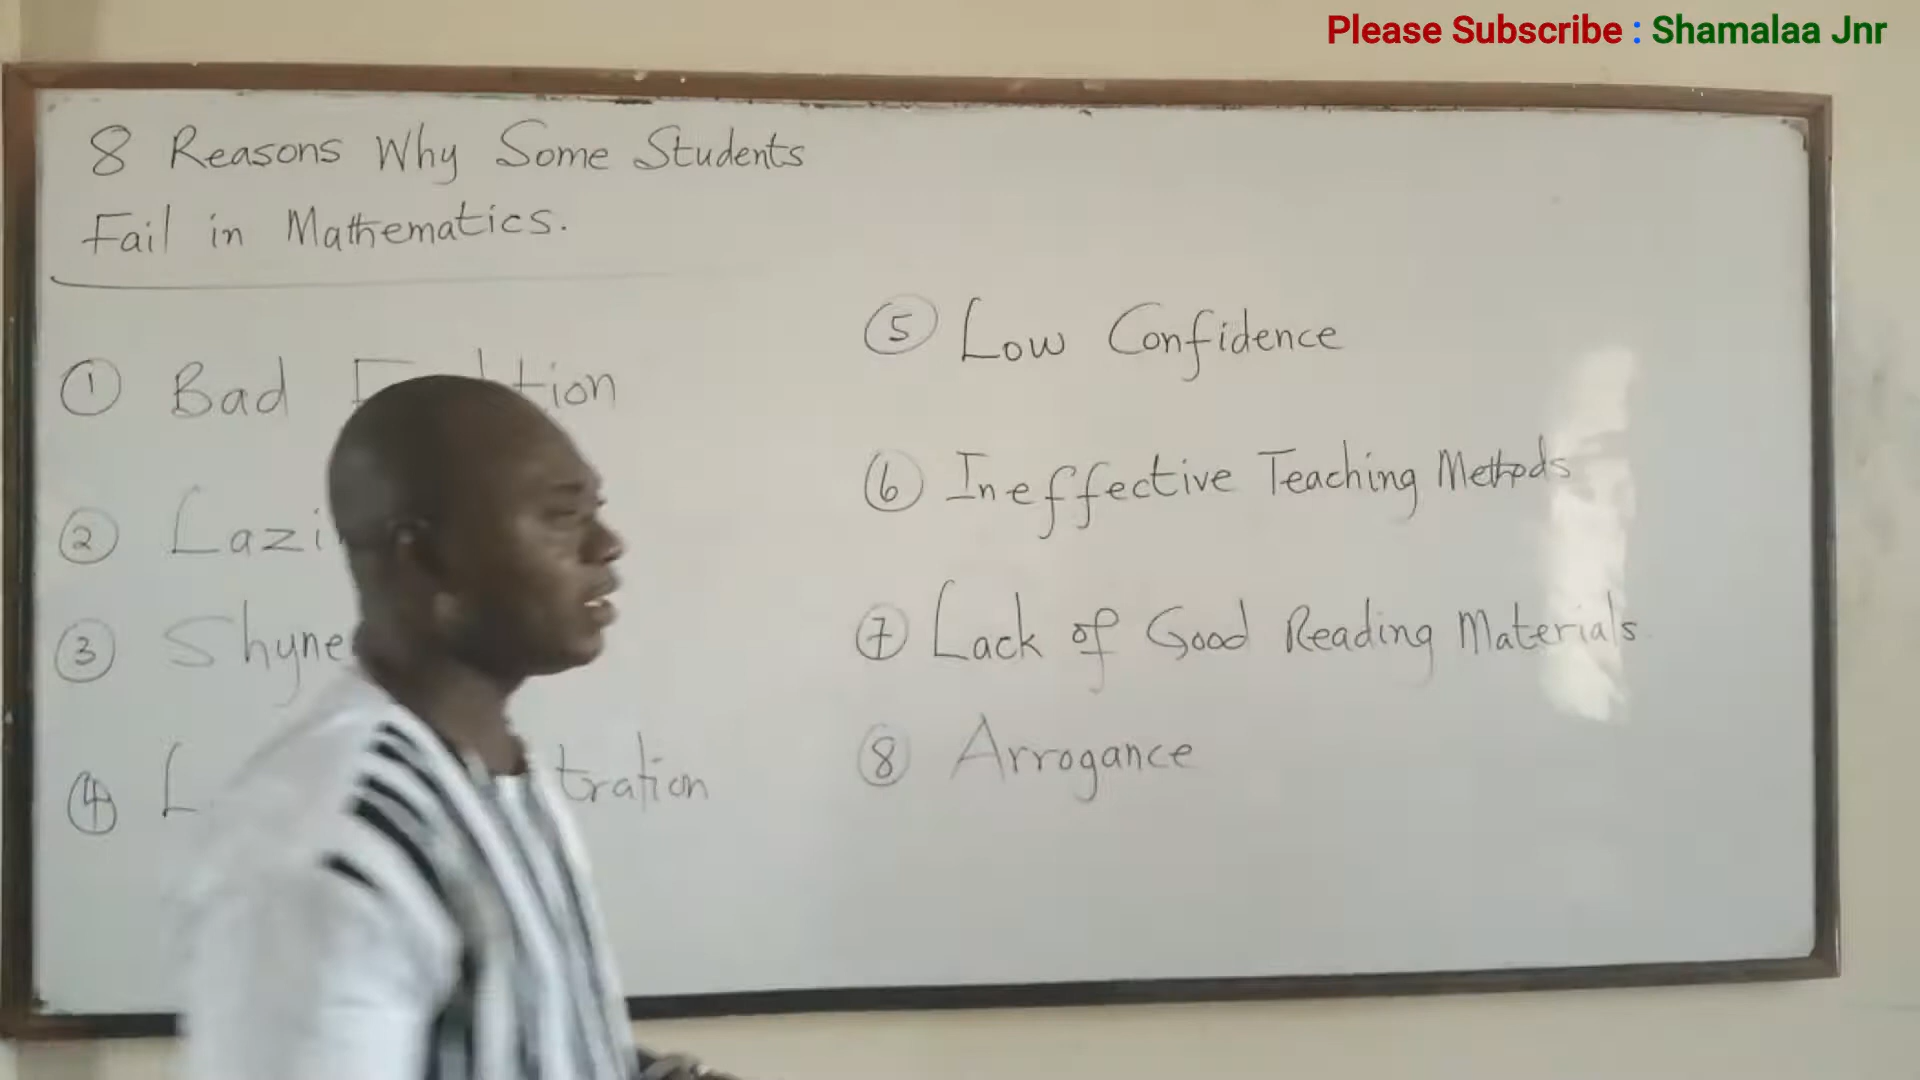 Please Subscribe : Shamalaa Jnr
8 Reasons Why Some Students
Fail in Mathematics.
① Bad
②
③
④
⑤ Low Confidence
⑥ Ineffective Teaching Methods
⑦ Lack of Good Reading Materials
⑧ Arrogance